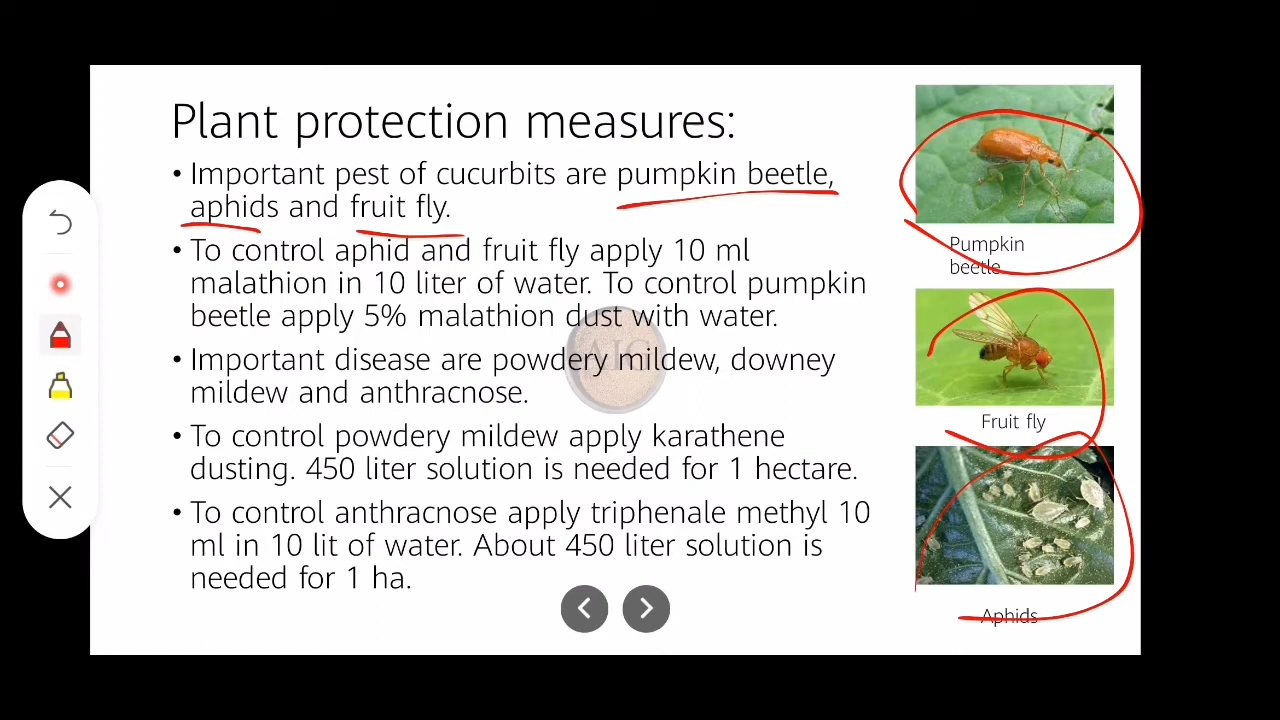 Plant protection measures:
• Important pest of cucurbits are pumpkin beetle,
aphids and fruit fly.
• To control aphid and fruit fly apply 10 ml
malathion in 10 liter of water. To control pumpkin
beetle apply 5% malathion dust with water.
• Important disease are powdery mildew, downey
mildew and anthracnose.
• To control powdery mildew apply karathene
dusting. 450 liter solution is needed for 1 hectare.
• To control anthracnose apply triphenale methyl 10
ml in 10 lit of water. About 450 liter solution is
needed for 1 ha.
Pumpkin
beetle
Fruit fly
Aphids